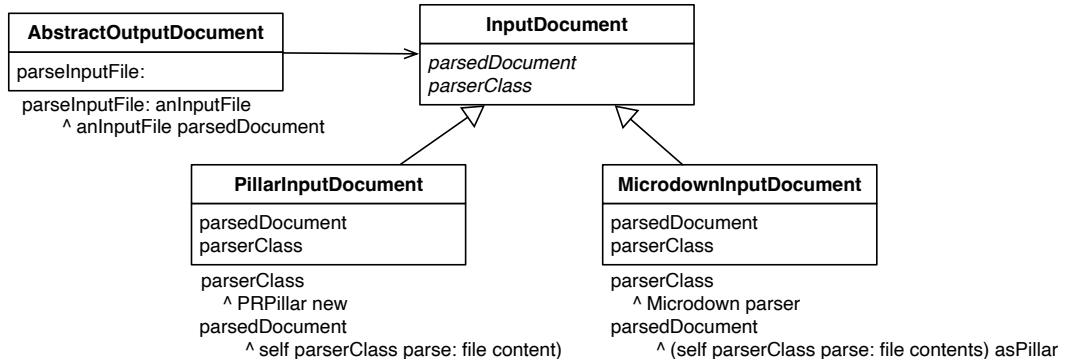 AbstractOutputDocument
parseInputFile:
parseInputFile: anInputFile
^ anInputFile parsedDocument
InputDocument
parsedDocument
parserClass
PillarInputDocument
parsedDocument
parserClass
parserClass
^ PRPillar new
parsedDocument
^ self parserClass parse: file content)
MicrodownInputDocument
parsedDocument
parserClass
parserClass
^ Microdown parser
parsedDocument
^ (self parserClass parse: file contents) asPillar